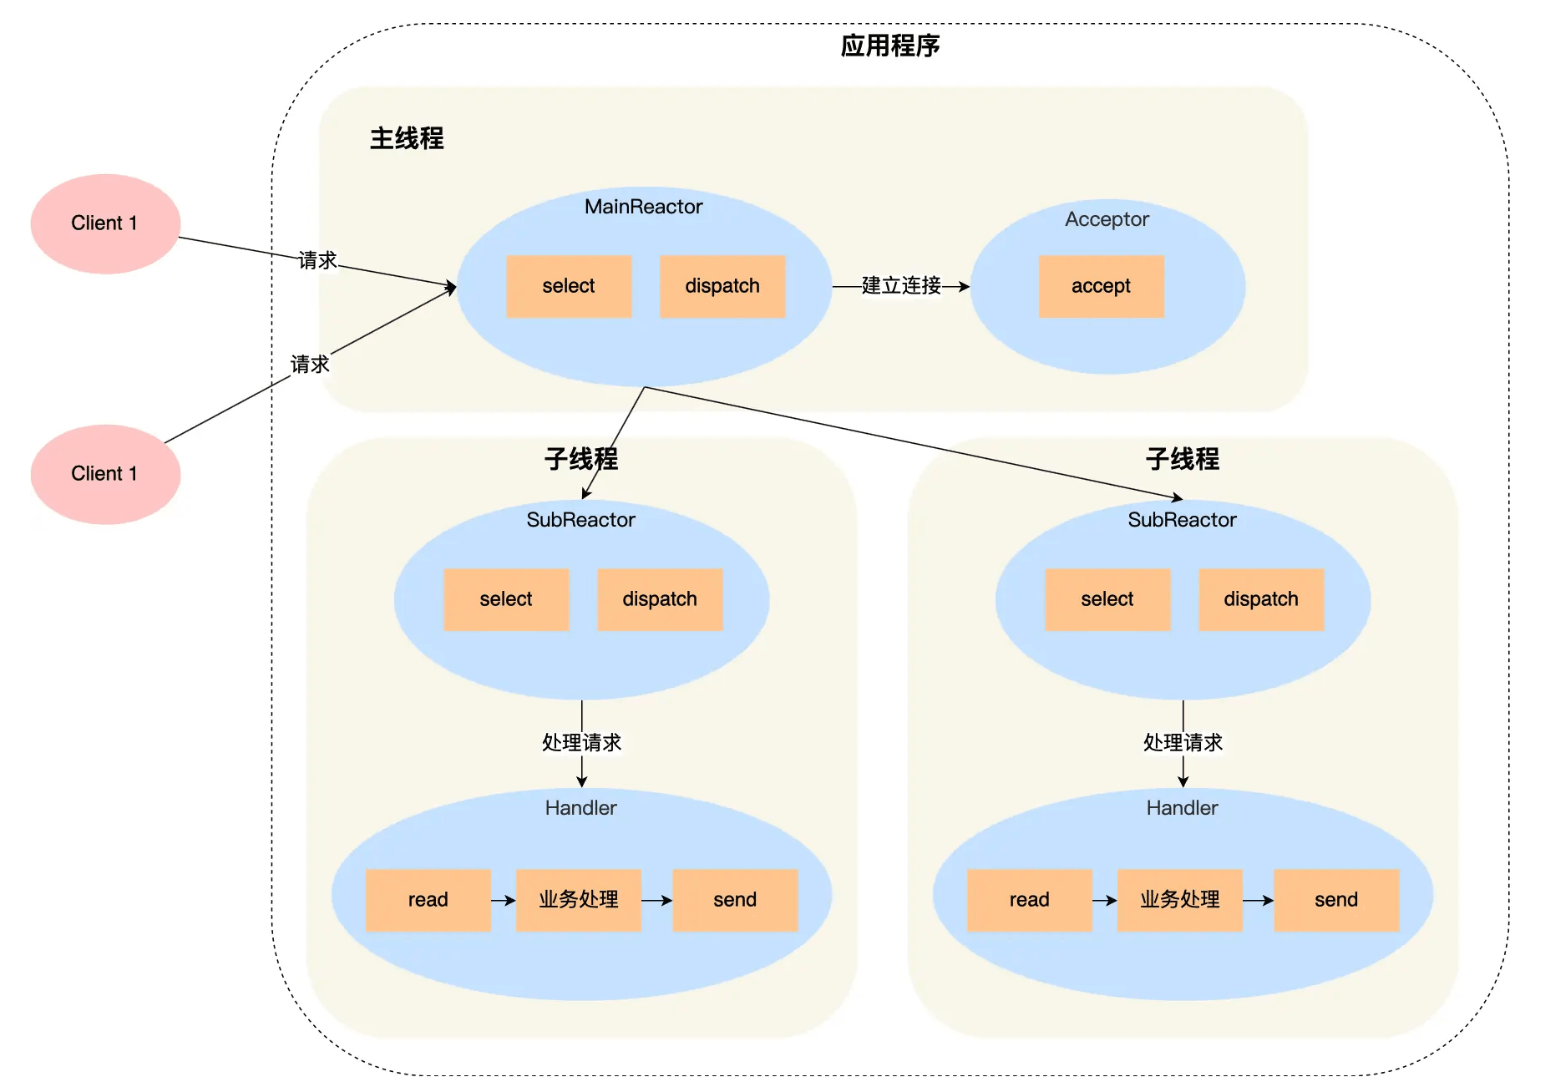 应用程序
主线程
Client 1
请求
MainReactor
select
dispatch
建立连接
Acceptor
accept
请求
Client 1
子线程
SubReactor
select
dispatch
处理请求
Handler
read
业务处理
send
子线程
SubReactor
select
dispatch
处理请求
Handler
read
业务处理
send